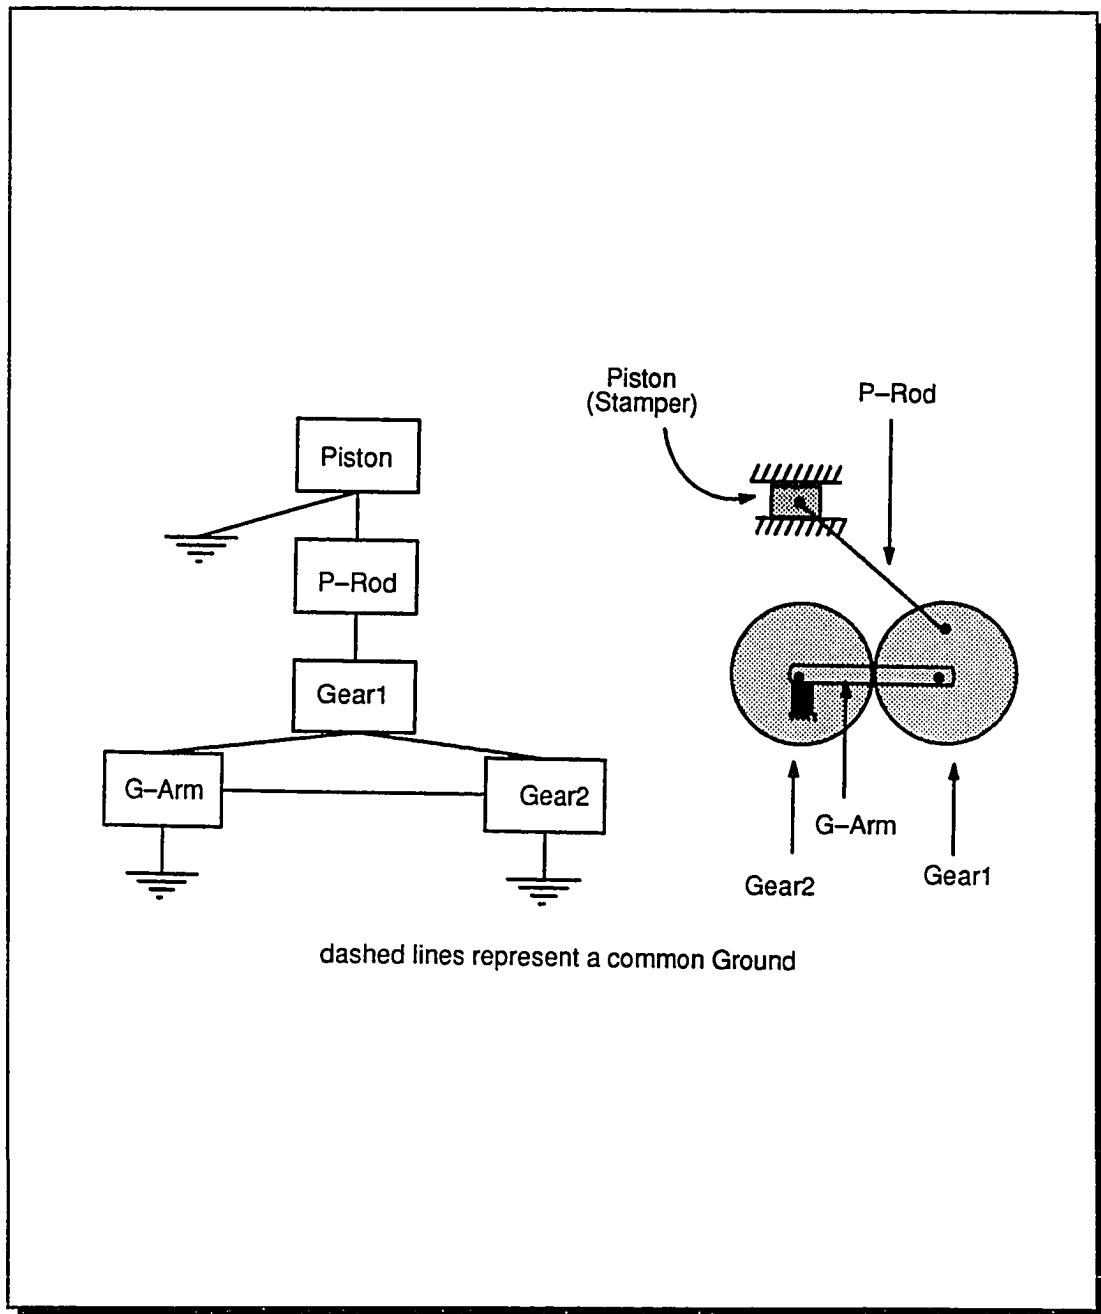 Piston
P–Rod
Gear1
G–Arm
Gear2
Piston
(Stamper)
P–Rod
G–Arm
Gear2
Gear1
dashed lines represent a common Ground